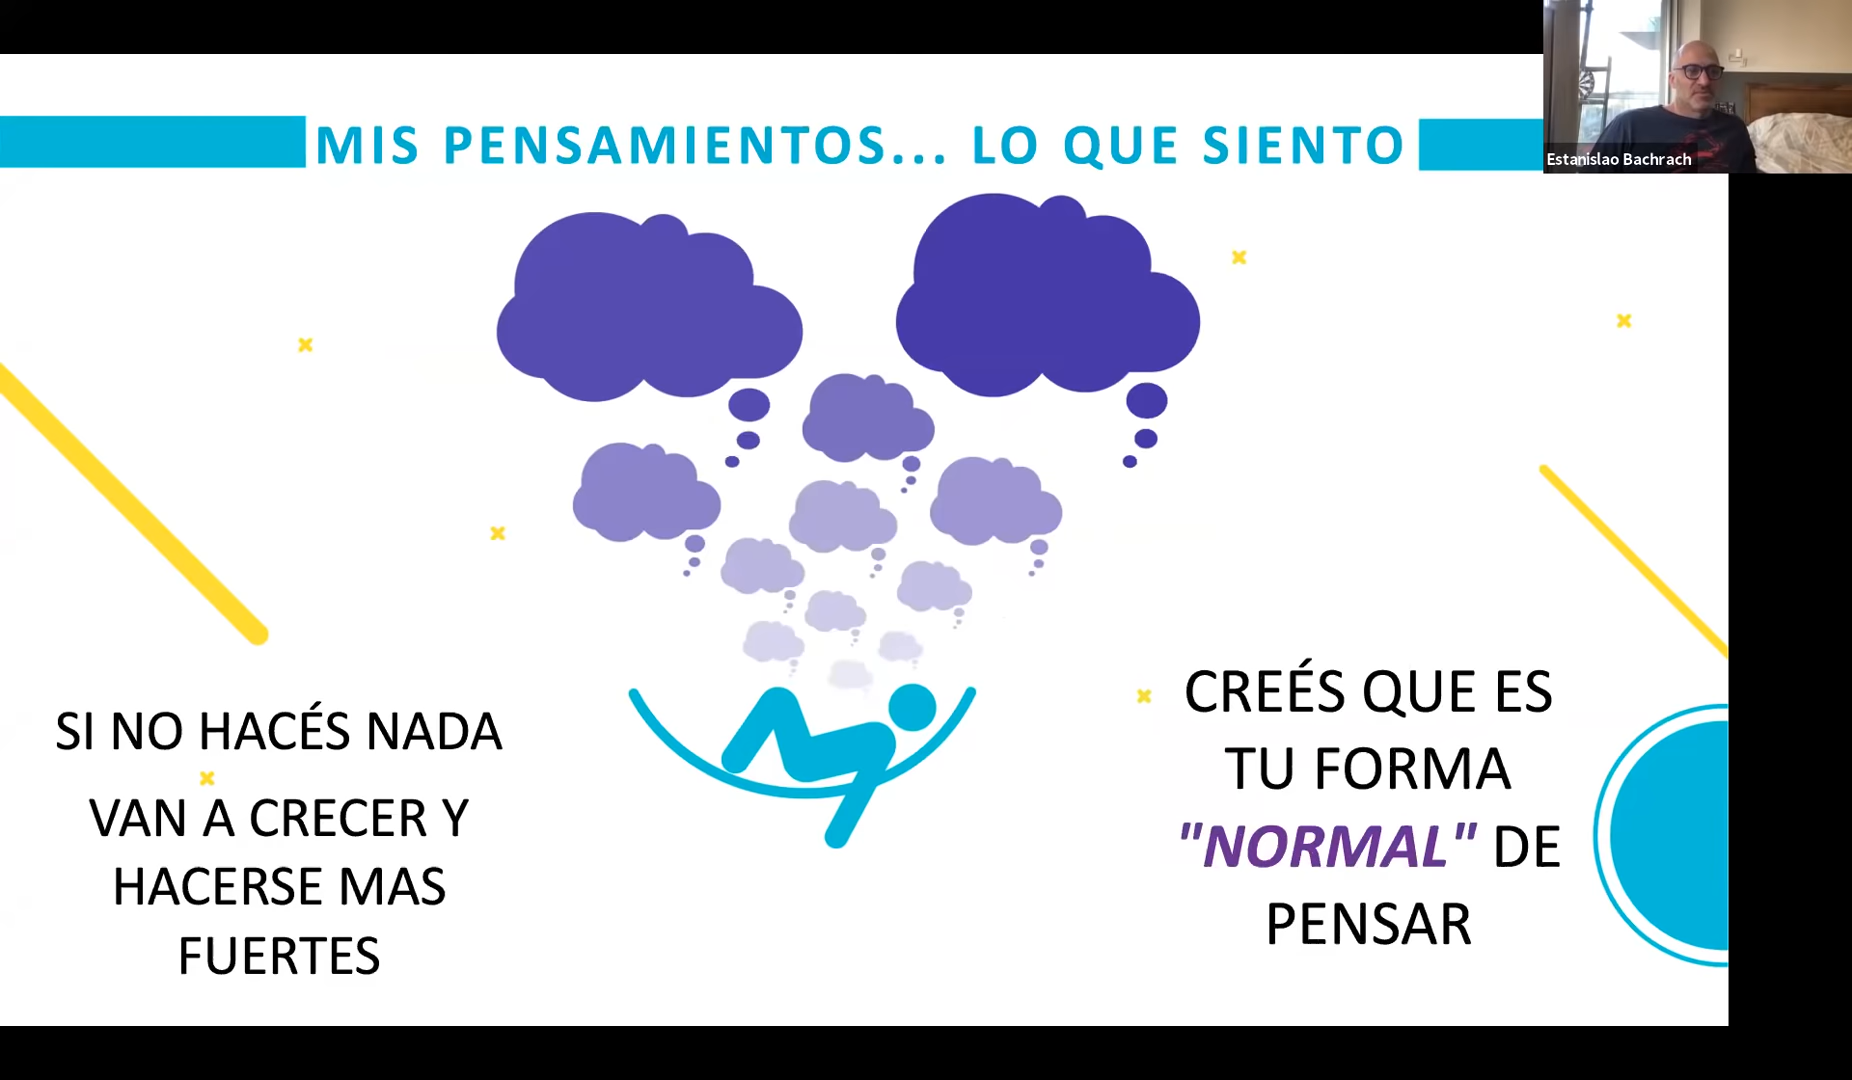 MIS PENSAMIENTOS... LO QUE SIENTO
Estanislao Bachrach
SI NO HACÉS NADA
VAN A CRECER Y
HACERSE MAS
FUERTES
CREÉS QUE ES
TU FORMA
"NORMAL" DE
PENSAR